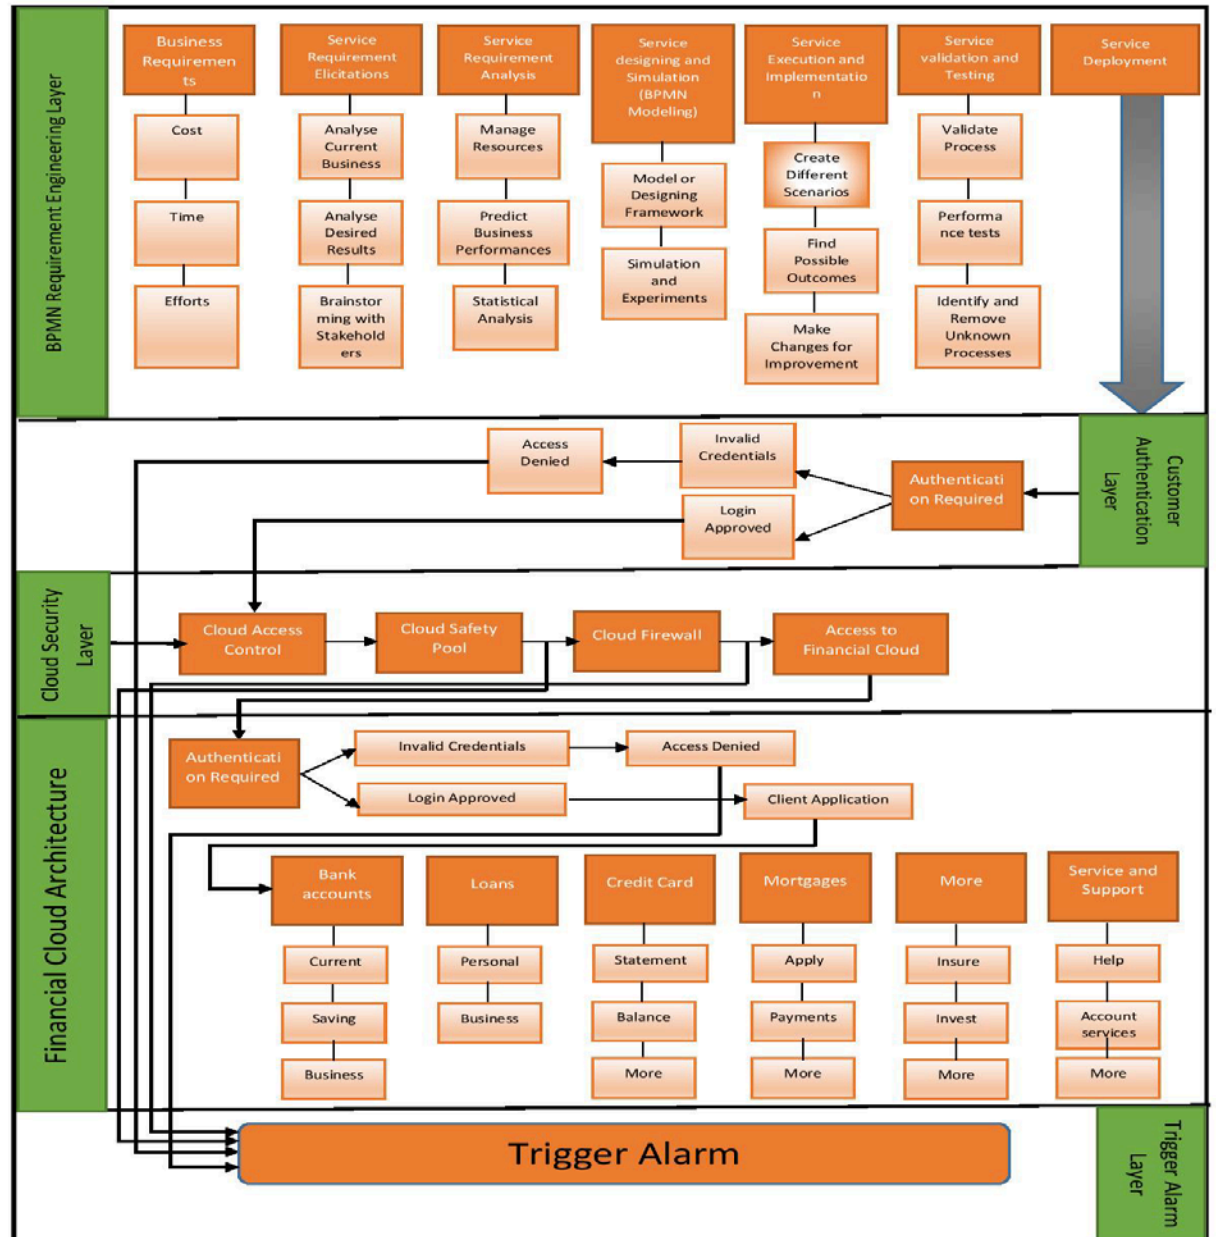 BPMN Requirement Engineering Layer
Business
Requiremen
ts
Cost
Time
Efforts
Service
Requirement
Elicitations
Analyse
Current
Business
Analyse
Desired
Results
Brainstor
ming with
Stakehold
ers
Service
Requirement
Analysis
Manage
Resources
Predict
Business
Performances
Statistical
Analysis
Service
designing and
Simulation
(BPMN
Modeling)
Model or
Designing
Framework
Simulation
and
Experiments
Service
Execution and
Implementatio
n
Create
Different
Scenarios
Find
Possible
Outcomes
Make
Changes for
Improvement
Service
validation and
Testing
Validate
Process
Performa
nce tests
Identify and
Remove
Unknown
Processes
Service
Deployment
Customer
Authentication
Layer
Authenticati
on Required
Invalid
Credentials
Access
Denied
Login
Approved
Cloud Security
Layer
Cloud Access
Control
Cloud Safety
Pool
Cloud Firewall
Access to
Financial Cloud
Financial Cloud Architecture
Authenticati
on Required
Invalid Credentials
Access Denied
Login Approved
Client Application
Bank
accounts
Current
Saving
Business
Loans
Personal
Business
Credit Card
Statement
Balance
More
Mortgages
Apply
Payments
More
More
Insure
Invest
More
Service and
Support
Help
Account
services
More
Trigger Alarm
Trigger Alarm
Layer